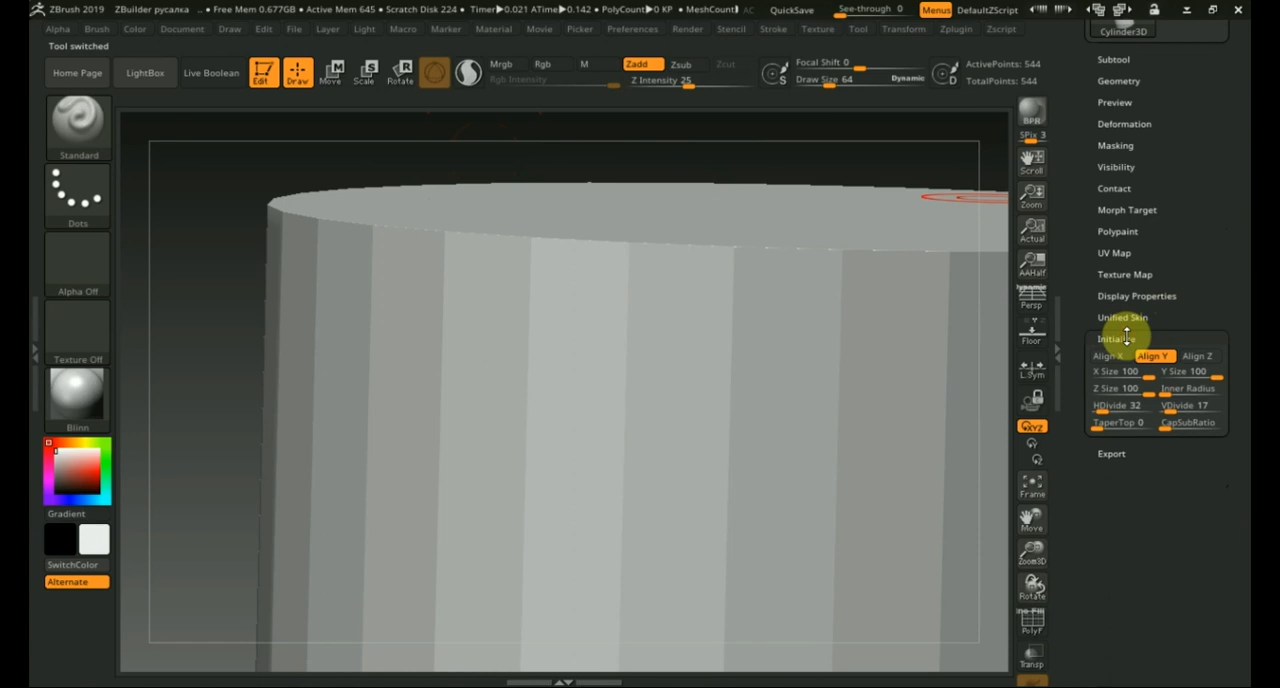 ZBrush 2019 ZBuilder русалка .. • Free Mem 0.677GB • Active Mem 645 • Scratch Disk 224 • Timer▶0.021 ATime▶0.142 • PolyCount▶0 KP • MeshCount▶ AC QuickSave See-through 0 Menus DefaultZScript
Alpha Brush Color Document Draw Edit File Layer Light Macro Marker Material Movie Picker Preferences Render Stencil Stroke Texture Tool Transform Zplugin Zscript
Tool switched
Home Page LightBox Live Boolean Edit Draw Move Scale Rotate
Mrgb Rgb M Zadd Zsub Zcut
Rgb Intensity Z Intensity 25
Focal Shift 0
Draw Size 64 Dynamic
ActivePoints: 544
TotalPoints: 544
Standard
Dots
Alpha Off
Texture Off
Blinn
Gradient
SwitchColor
Alternate
BPR
SPix 3
Scroll
Zoom
Actual
AAHalf
Dynamic
Persp
Floor
L.Sym
XYZ
Frame
Move
Zoom3D
Rotate
PolyF
Transp
Cylinder3D
Subtool
Geometry
Preview
Deformation
Masking
Visibility
Contact
Morph Target
Polypaint
UV Map
Texture Map
Display Properties
Unified Skin
Initialize
Align X Align Y Align Z
X Size 100 Y Size 100
Z Size 100 Inner Radius
HDivide 32 VDivide 17
TaperTop 0 CapSubRatio
Export